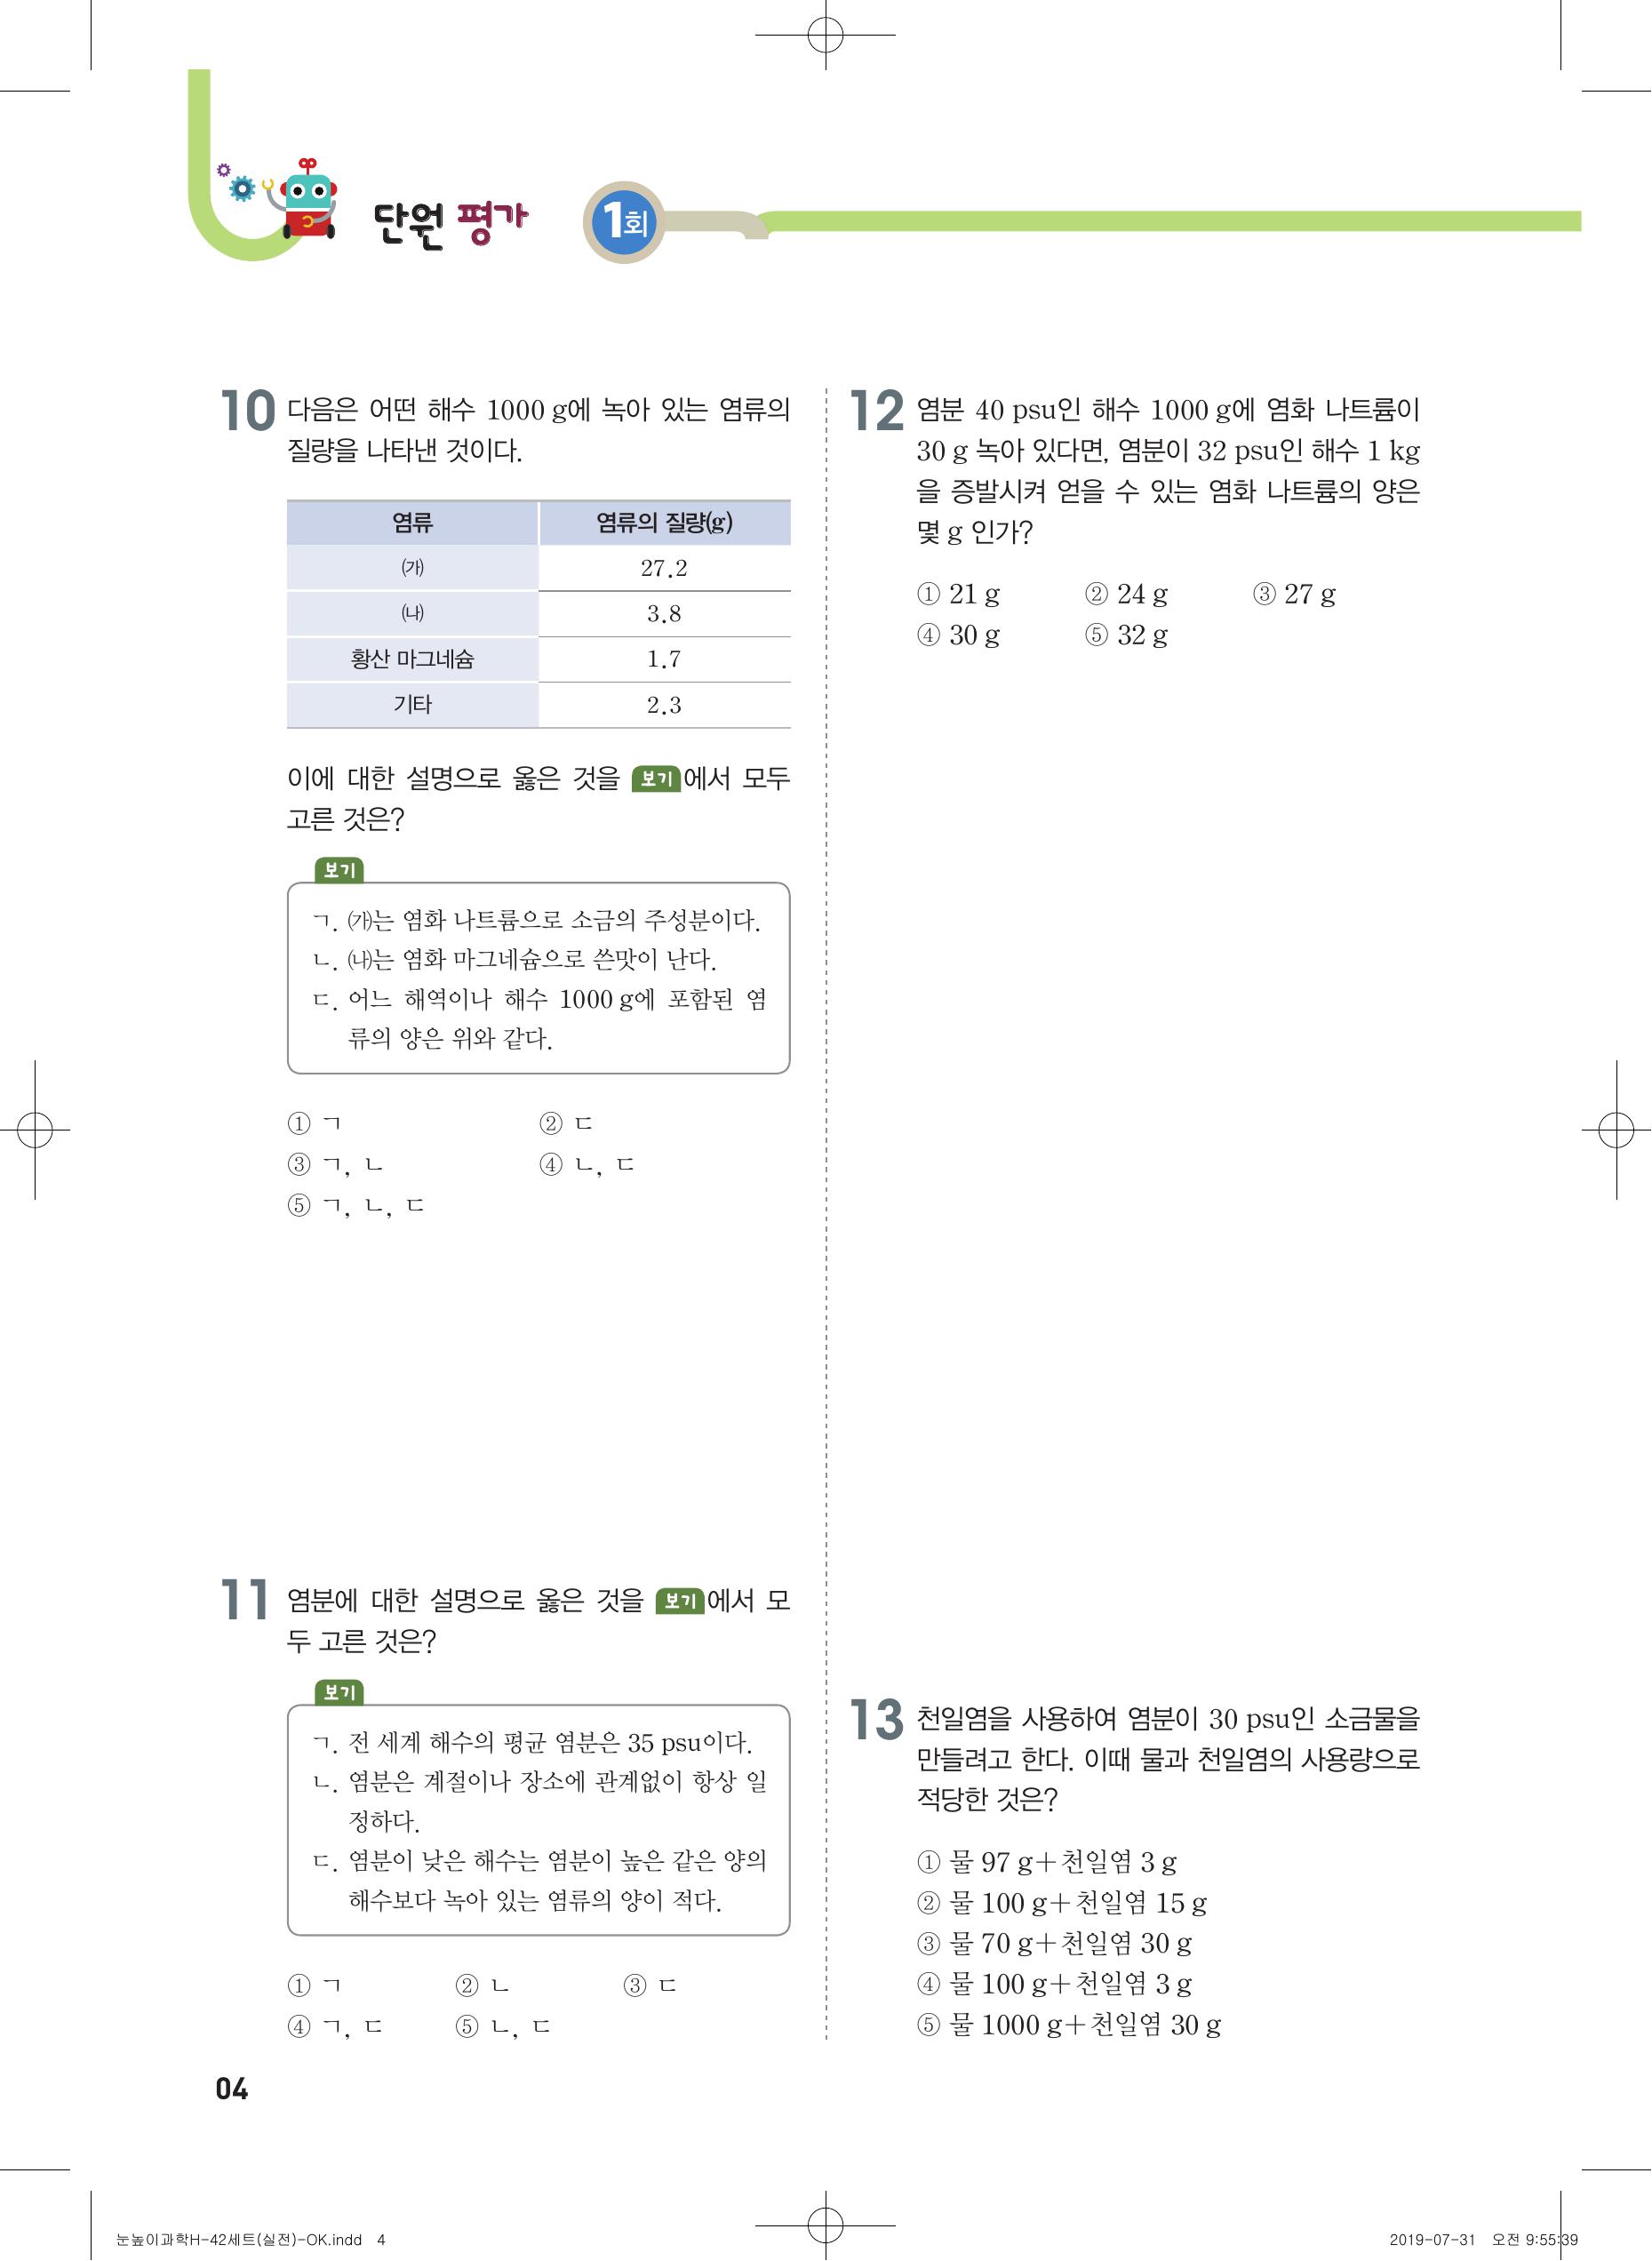 단원 평가 1회
10 다음은 어떤 해수 1000 g에 녹아 있는 염류의
질량을 나타낸 것이다.
염류 염류의 질량(g)
㈎ 27.2
㈏ 3.8
황산 마그네슘 1.7
기타 2.3
이에 대한 설명으로 옳은 것을 보기에서 모두
고른 것은?
보기
ㄱ. ㈎는 염화 나트륨으로 소금의 주성분이다.
ㄴ. ㈏는 염화 마그네슘으로 쓴맛이 난다.
ㄷ. 어느 해역이나 해수 1000 g에 포함된 염
류의 양은 위와 같다.
① ㄱ ② ㄷ
③ ㄱ, ㄴ ④ ㄴ, ㄷ
⑤ ㄱ, ㄴ, ㄷ
11 염분에 대한 설명으로 옳은 것을 보기에서 모
두 고른 것은?
보기
ㄱ. 전 세계 해수의 평균 염분은 35 psu이다.
ㄴ. 염분은 계절이나 장소에 관계없이 항상 일
정하다.
ㄷ. 염분이 낮은 해수는 염분이 높은 같은 양의
해수보다 녹아 있는 염류의 양이 적다.
① ㄱ ② ㄴ ③ ㄷ
④ ㄱ, ㄷ ⑤ ㄴ, ㄷ
12 염분 40 psu인 해수 1000 g에 염화 나트륨이
30 g 녹아 있다면, 염분이 32 psu인 해수 1 kg
을 증발시켜 얻을 수 있는 염화 나트륨의 양은
몇 g 인가?
① 21 g ② 24 g ③ 27 g
④ 30 g ⑤ 32 g
13 천일염을 사용하여 염분이 30 psu인 소금물을
만들려고 한다. 이때 물과 천일염의 사용량으로
적당한 것은?
① 물 97 g+천일염 3 g
② 물 100 g+천일염 15 g
③ 물 70 g+천일염 30 g
④ 물 100 g+천일염 3 g
⑤ 물 1000 g+천일염 30 g
04
눈높이과학H-42세트(실전)-OK.indd 4
2019-07-31 오전 9:55:39